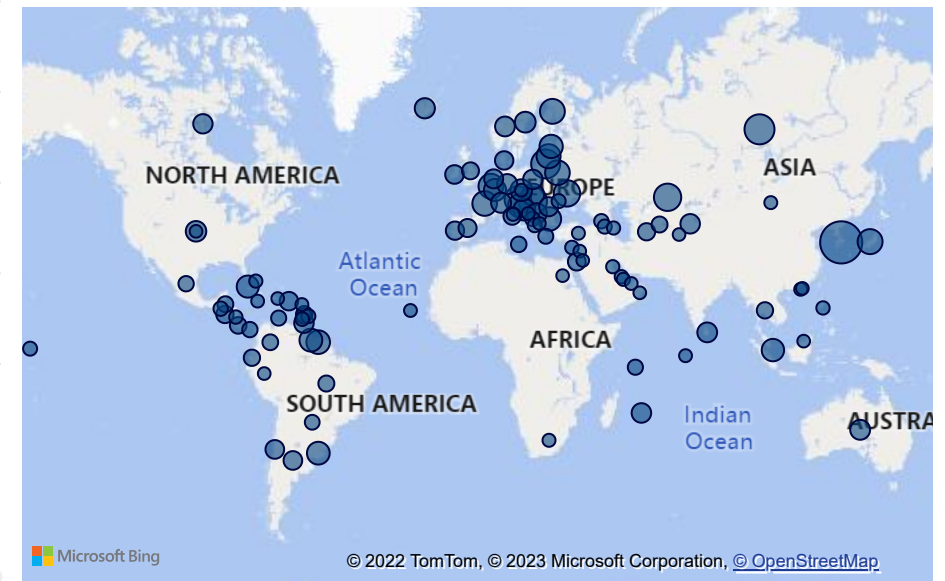 NORTH AMERICA
ASIA
EUROPE
Atlantic
Ocean
AFRICA
SOUTH AMERICA
Indian
Ocean
AUSTRA
Microsoft Bing
© 2022 TomTom, © 2023 Microsoft Corporation, © OpenStreetMap